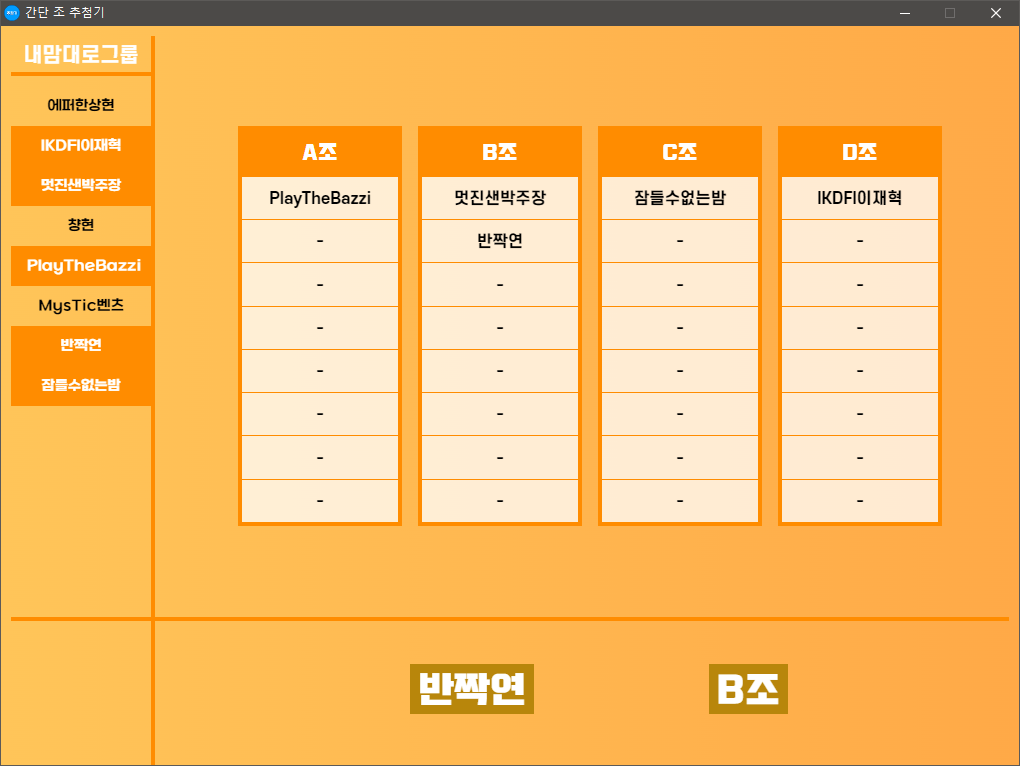 간단 조 추첨기
내맘대로그룹
에퍼한상현
IKDFI이재혁
멋진샌박주장
챵현
PlayTheBazzi
MysTic벤츠
반짝연
잠들수없는밤
A조 B조 C조 D조
PlayTheBazzi 멋진샌박주장 잠들수없는밤 IKDFI이재혁
- 반짝연 - -
- - - -
- - - -
- - - -
- - - -
- - - -
- - - -
반짝연 B조